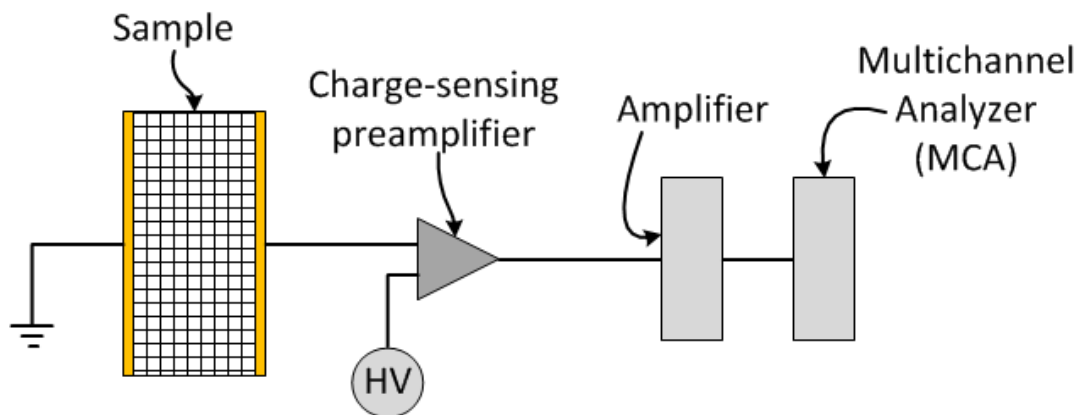 Sample
Charge-sensing
preamplifier
Amplifier
Multichannel
Analyzer
(MCA)
HV